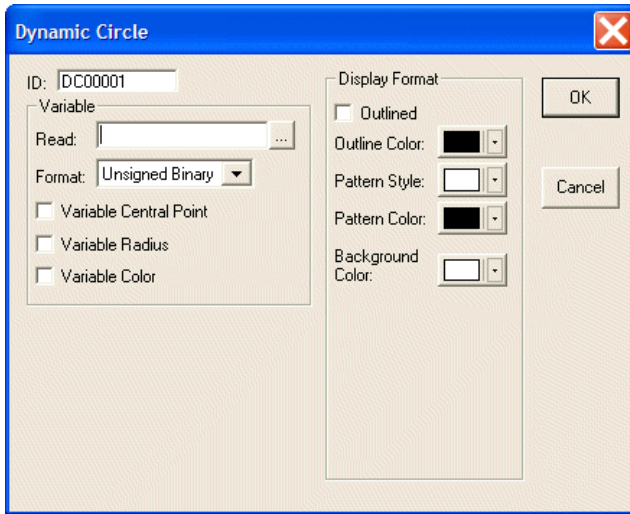 Dynamic Circle
ID: DC00001
Variable
Read: ...
Format: Unsigned Binary
Variable Central Point
Variable Radius
Variable Color
Display Format
Outlined
Outline Color:
Pattern Style:
Pattern Color:
Background
Color:
OK
Cancel